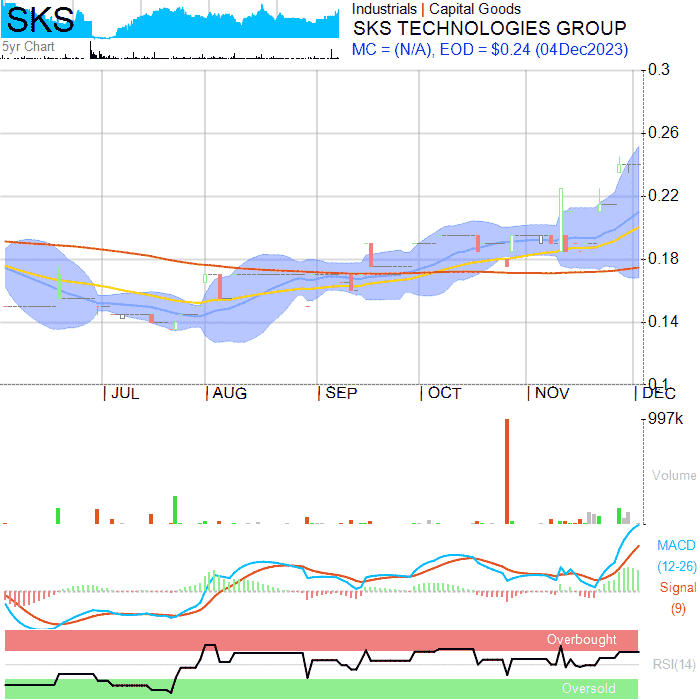 SKS
5yr Chart
Industrials | Capital Goods
SKS TECHNOLOGIES GROUP
MC = (N/A), EOD = $0.24 (04Dec2023)
0.3
0.26
0.22
0.18
0.14
0.1
JUL AUG SEP OCT NOV DEC
997k
Volume
MACD
(12-26)
Signal
(9)
Overbought
RSI(14)
Oversold